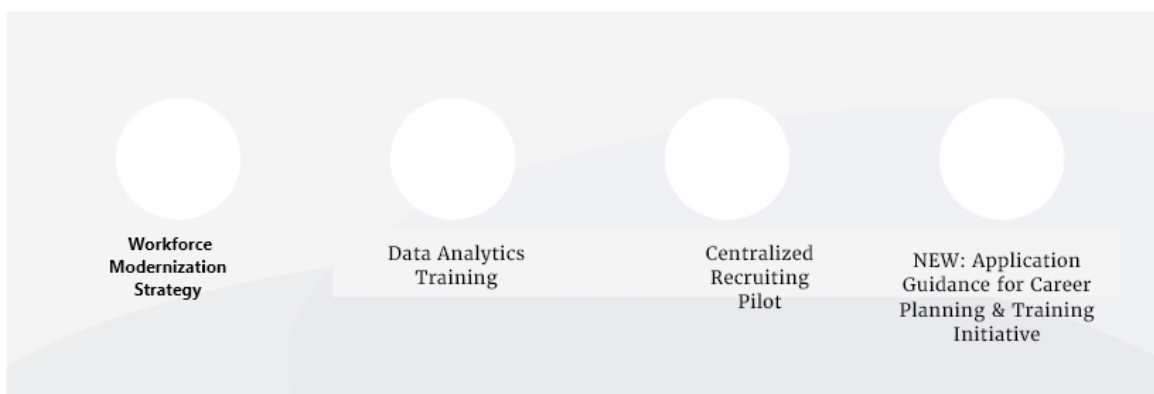 Workforce
Modernization
Strategy
Data Analytics
Training
Centralized
Recruiting
Pilot
NEW: Application
Guidance for Career
Planning & Training
Initiative